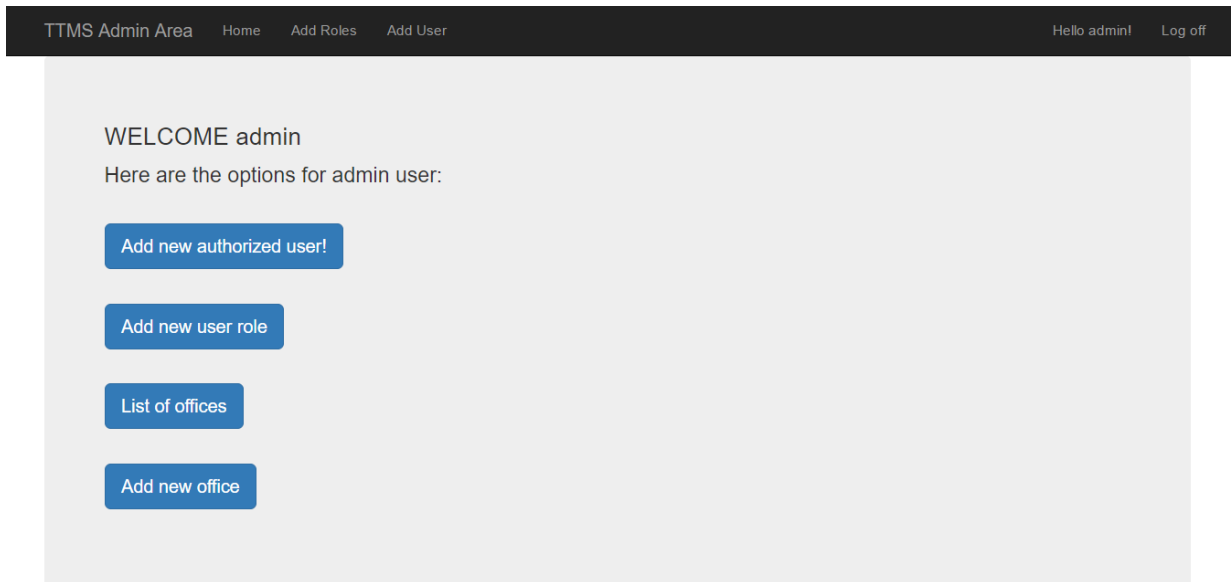 TTMS Admin Area Home Add Roles Add User Hello admin! Log off
WELCOME admin
Here are the options for admin user:
Add new authorized user!
Add new user role
List of offices
Add new office